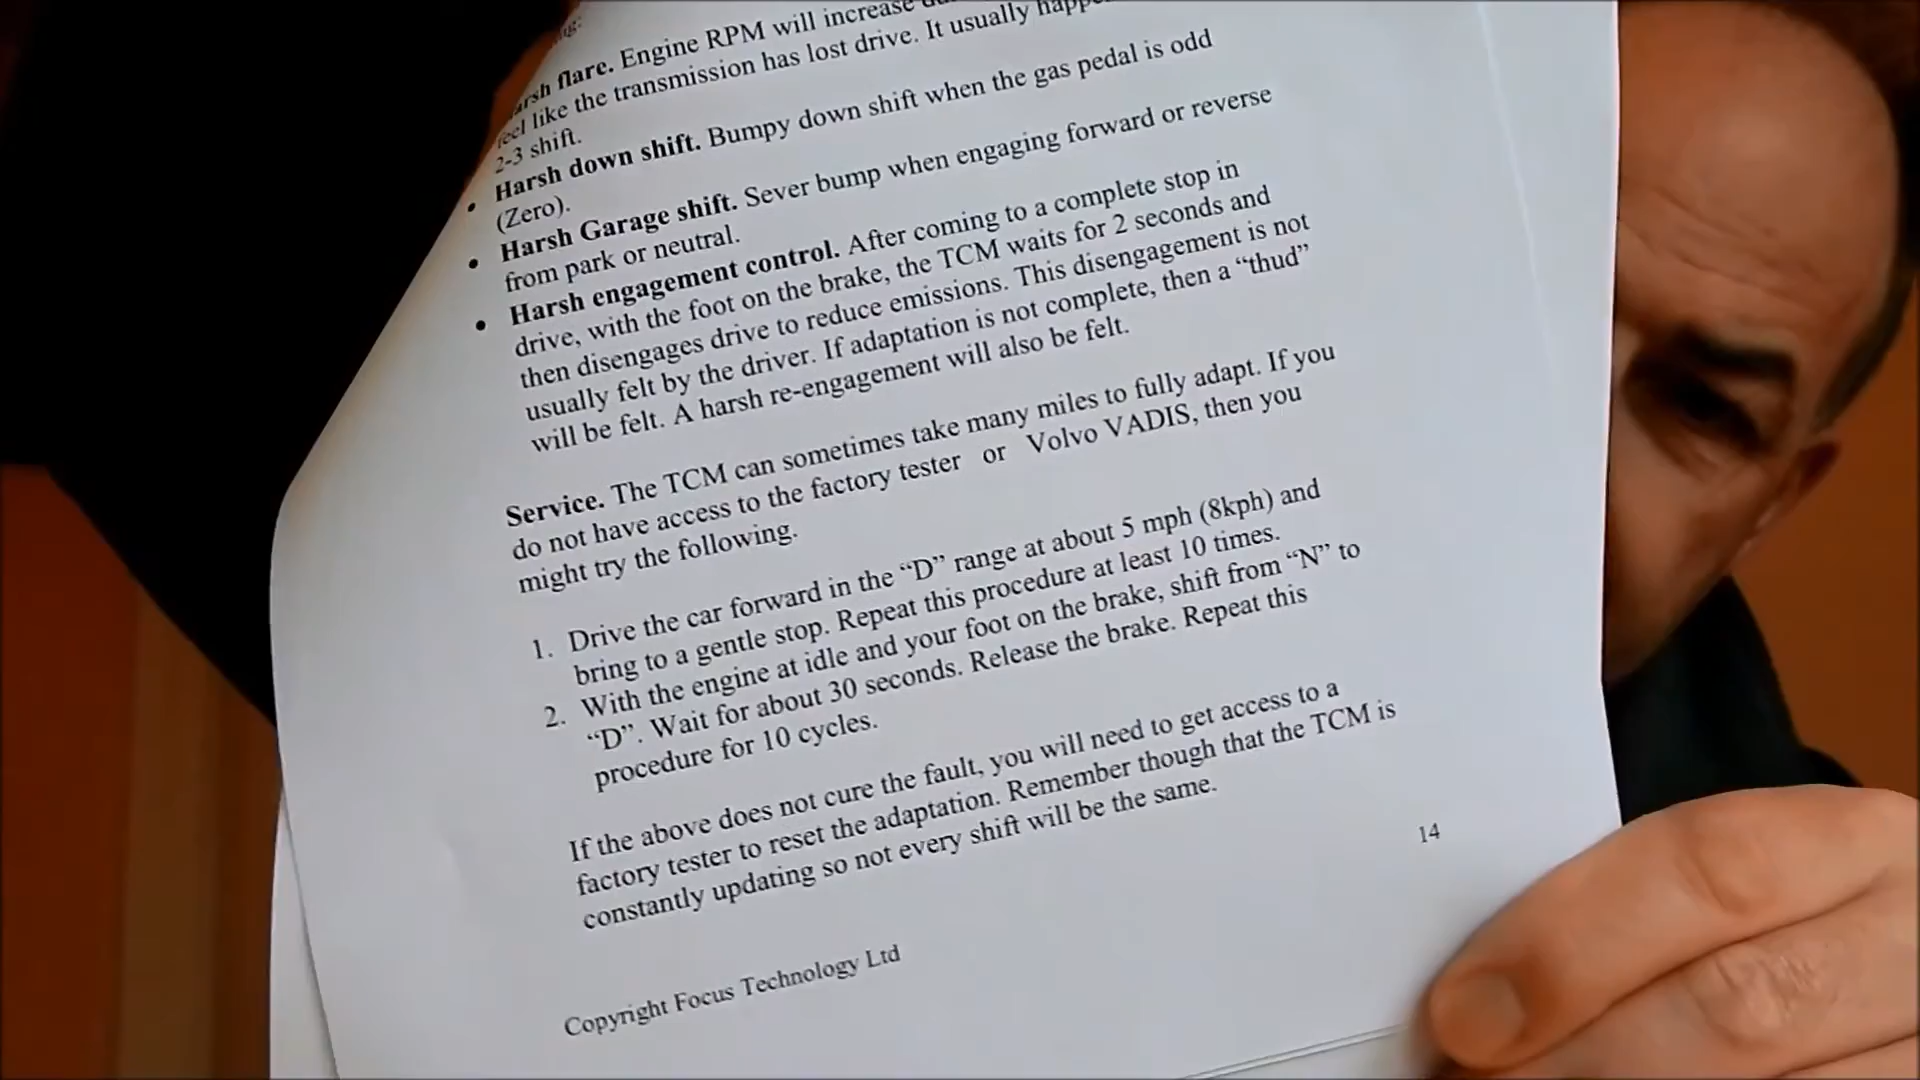 flare. Engine RPM will increase
like the transmission has lost drive. It usually
2-3 shift.
• Harsh down shift. Bumpy down shift when the gas pedal is odd
(Zero).
• Harsh Garage shift. Sever bump when engaging forward or reverse
from park or neutral.
• Harsh engagement control. After coming to a complete stop in
drive, with the foot on the brake, the TCM waits for 2 seconds and
then disengages drive to reduce emissions. This disengagement is not
usually felt by the driver. If adaptation is not complete, then a “thud”
will be felt. A harsh re-engagement will also be felt.
Service. The TCM can sometimes take many miles to fully adapt. If you
do not have access to the factory tester or Volvo VADIS, then you
might try the following.
1. Drive the car forward in the “D” range at about 5 mph (8kph) and
bring to a gentle stop. Repeat this procedure at least 10 times.
2. With the engine at idle and your foot on the brake, shift from “N” to
“D”. Wait for about 30 seconds. Release the brake. Repeat this
procedure for 10 cycles.
If the above does not cure the fault, you will need to get access to a
factory tester to reset the adaptation. Remember though that the TCM is
constantly updating so not every shift will be the same.
14
Copyright Focus Technology Ltd